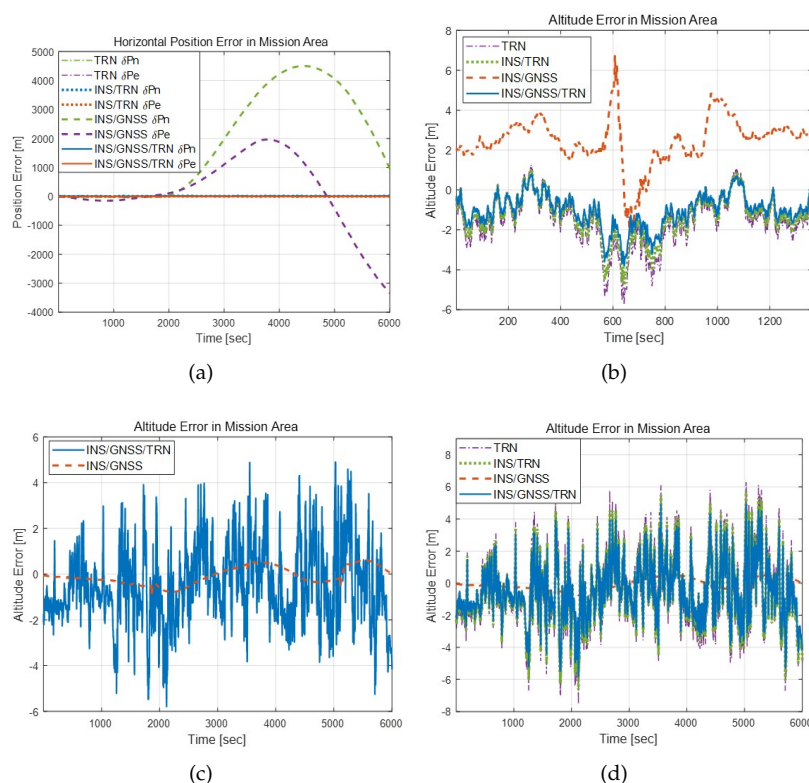 Horizontal Position Error in Mission Area
5000
4000
3000
2000
1000
0
-1000
-2000
-3000
-4000
Position Error [m]
TRN δPn
TRN δPe
INS/TRN δPn
INS/TRN δPe
INS/GNSS δPn
INS/GNSS δPe
INS/GNSS/TRN δPn
INS/GNSS/TRN δPe
1000 2000 3000 4000 5000 6000
Time [sec]
(a)
Altitude Error in Mission Area
8
6
4
2
0
-2
-4
-6
Altitude Error [m]
TRN
INS/TRN
INS/GNSS
INS/GNSS/TRN
200 400 600 800 1000 1200
Time [sec]
(b)
Altitude Error in Mission Area
6
4
2
0
-2
-4
-6
Altitude Error [m]
INS/GNSS/TRN
INS/GNSS
1000 2000 3000 4000 5000 6000
Time [sec]
(c)
Altitude Error in Mission Area
8
6
4
2
0
-2
-4
-6
-8
Altitude Error [m]
TRN
INS/TRN
INS/GNSS
INS/GNSS/TRN
1000 2000 3000 4000 5000 6000
Time [sec]
(d)